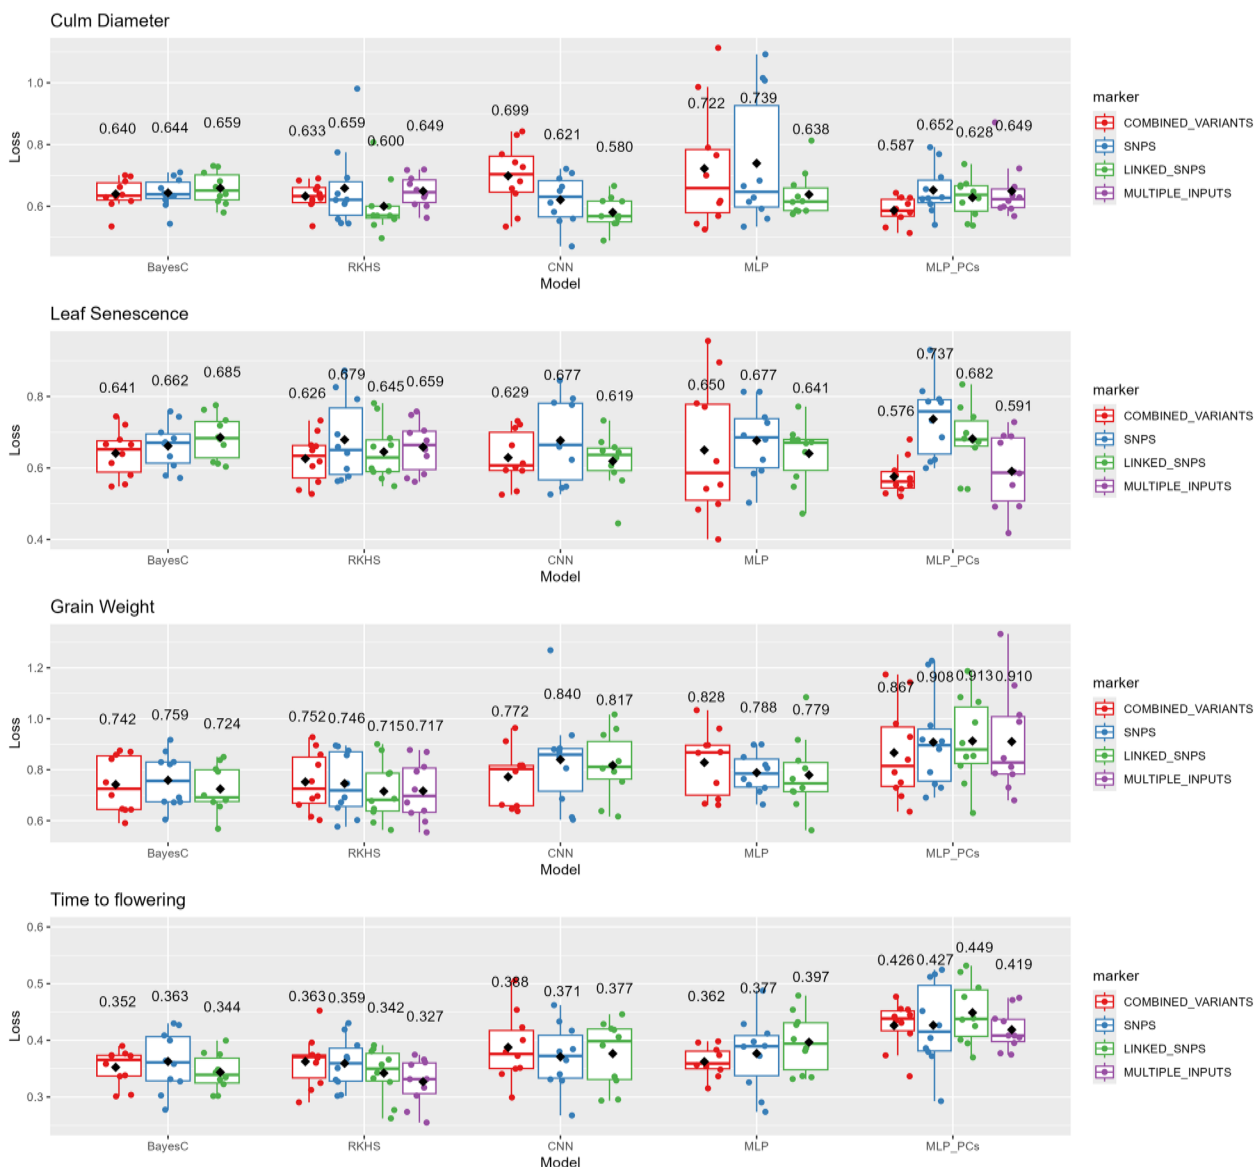 Culm Diameter
0.640 0.644 0.659 0.633 0.659 0.600 0.649 0.699 0.621 0.580 0.722 0.739 0.638 0.587 0.652 0.628 0.649
1.0
0.8
0.6
Loss
BayesC RKHS CNN MLP MLP_PCs
Model
marker
COMBINED_VARIANTS
SNPS
LINKED_SNPS
MULTIPLE_INPUTS
Leaf Senescence
0.641 0.662 0.685 0.626 0.679 0.645 0.659 0.629 0.677 0.619 0.650 0.677 0.641 0.576 0.737 0.682 0.591
0.8
0.6
0.4
Loss
BayesC RKHS CNN MLP MLP_PCs
Model
marker
COMBINED_VARIANTS
SNPS
LINKED_SNPS
MULTIPLE_INPUTS
Grain Weight
0.742 0.759 0.724 0.752 0.746 0.715 0.717 0.772 0.840 0.817 0.828 0.788 0.779 0.867 0.908 0.913 0.910
1.2
1.0
0.8
0.6
Loss
BayesC RKHS CNN MLP MLP_PCs
Model
marker
COMBINED_VARIANTS
SNPS
LINKED_SNPS
MULTIPLE_INPUTS
Time to flowering
0.352 0.363 0.344 0.363 0.359 0.342 0.327 0.388 0.371 0.377 0.362 0.377 0.397 0.426 0.427 0.449 0.419
0.6
0.5
0.4
0.3
Loss
BayesC RKHS CNN MLP MLP_PCs
Model
marker
COMBINED_VARIANTS
SNPS
LINKED_SNPS
MULTIPLE_INPUTS